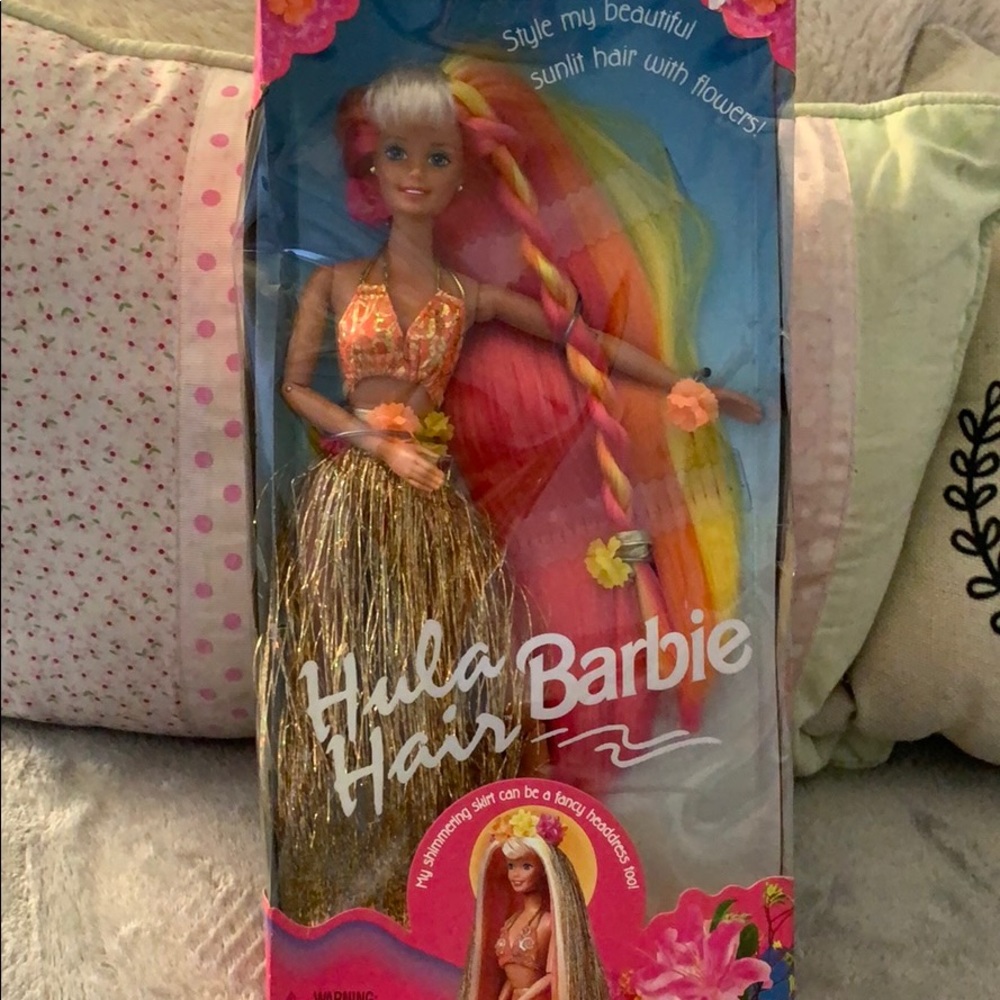 Style my beautiful
sunlit hair with flowers!
Hula
Hair Barbie
My shimmering skirt can be a fancy headdress too!
WARNING: